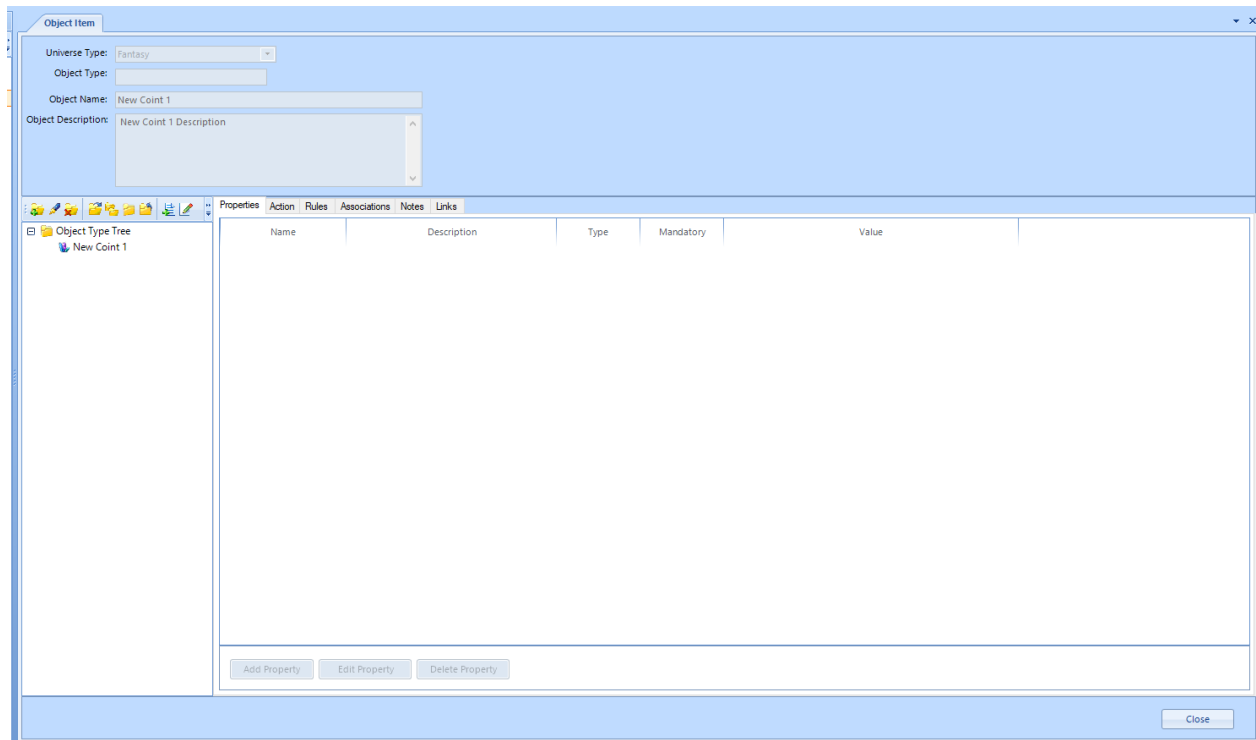 Object Item
Universe Type: Fantasy
Object Type:
Object Name: New Coint 1
Object Description: New Coint 1 Description
Properties Action Rules Associations Notes Links
Object Type Tree
New Coint 1
Name Description Type Mandatory Value
Add Property Edit Property Delete Property
Close